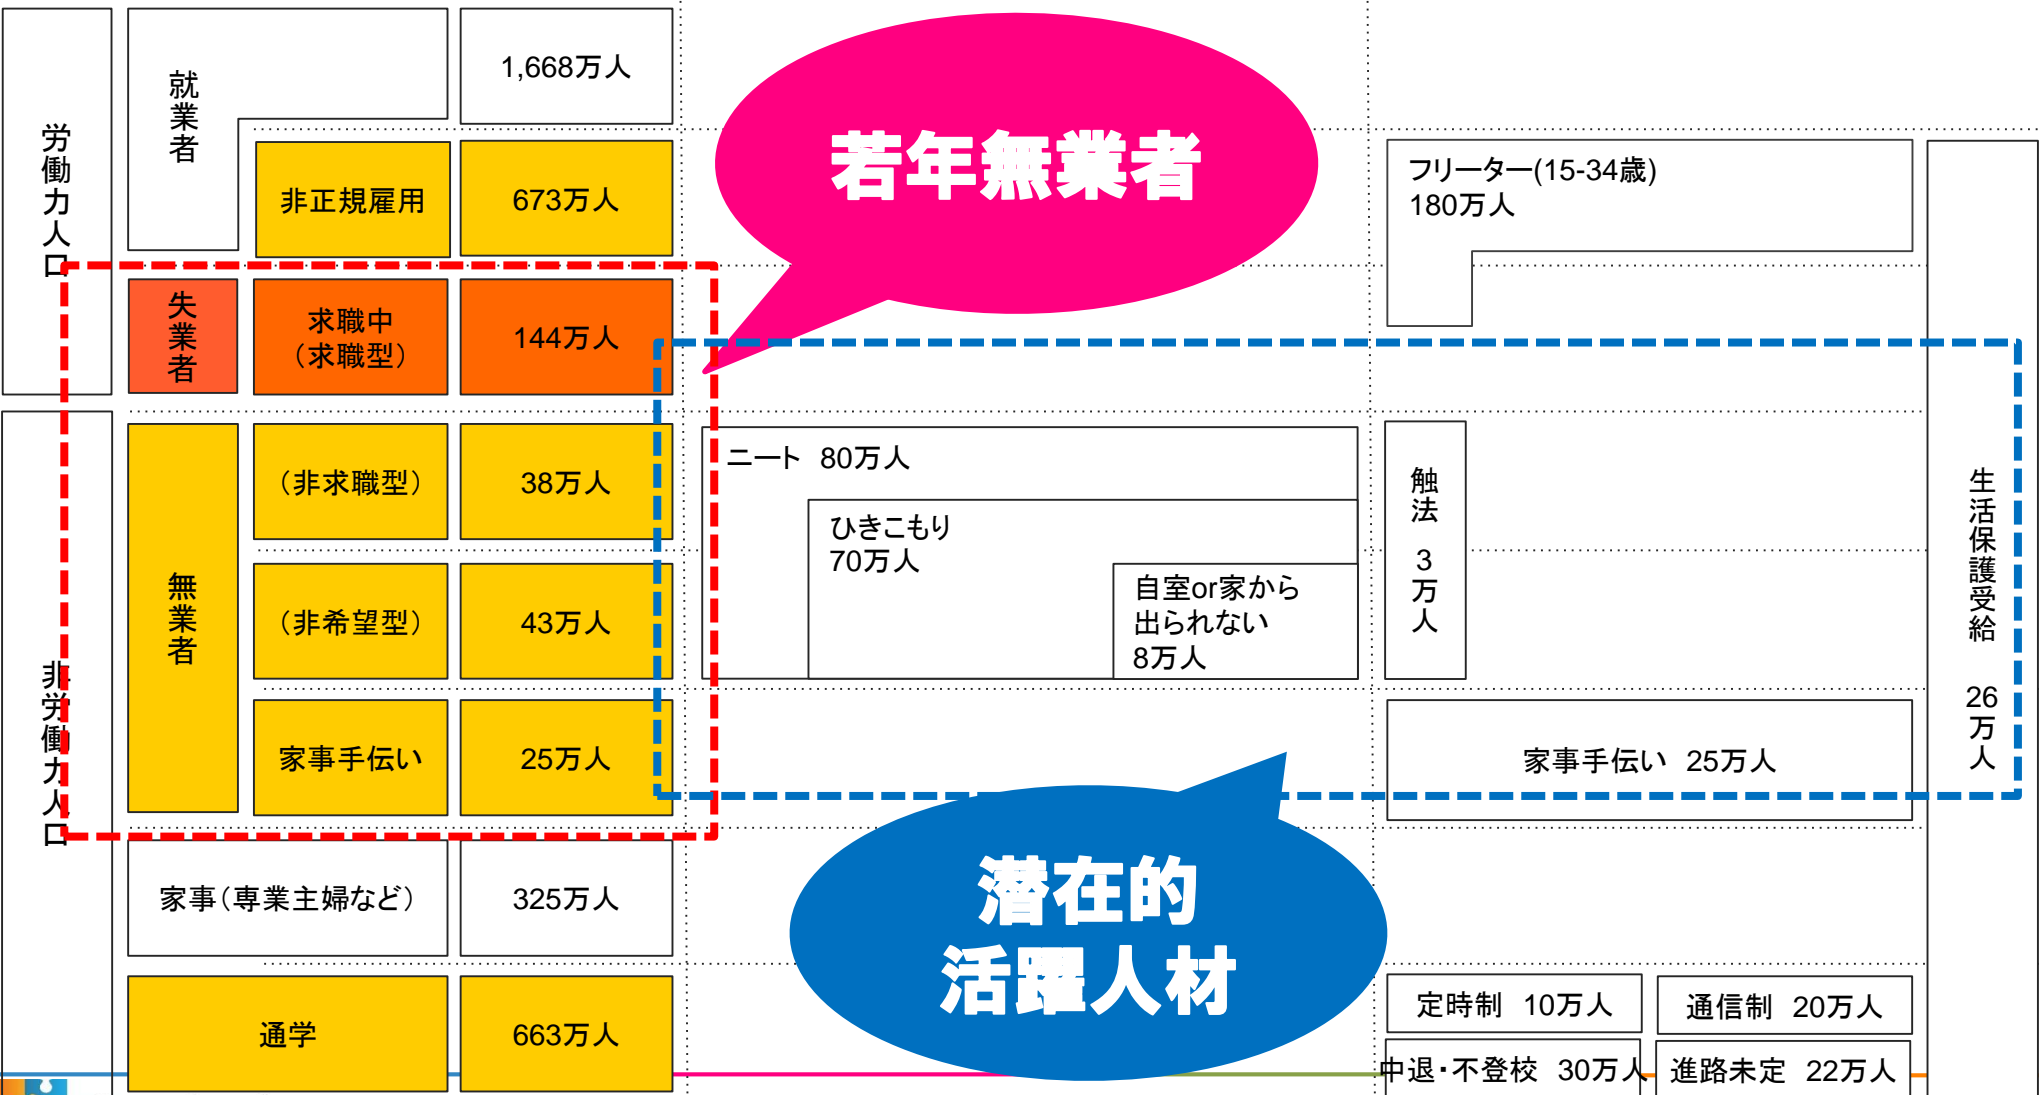 労働力人口
就業者
1,668万人
非正規雇用
673万人
若年無業者
フリーター(15-34歳)
180万人
失業者
求職中
（求職型）
144万人
非労働力人口
無業者
（非求職型）
38万人
ニート 80万人
ひきこもり
70万人
自室or家から
出られない
8万人
触法 3万人
生活保護受給 26万人
（非希望型）
43万人
家事手伝い
25万人
家事手伝い 25万人
家事（専業主婦など）
325万人
潜在的
活躍人材
通学
663万人
定時制 10万人
通信制 20万人
中退・不登校 30万人
進路未定 22万人